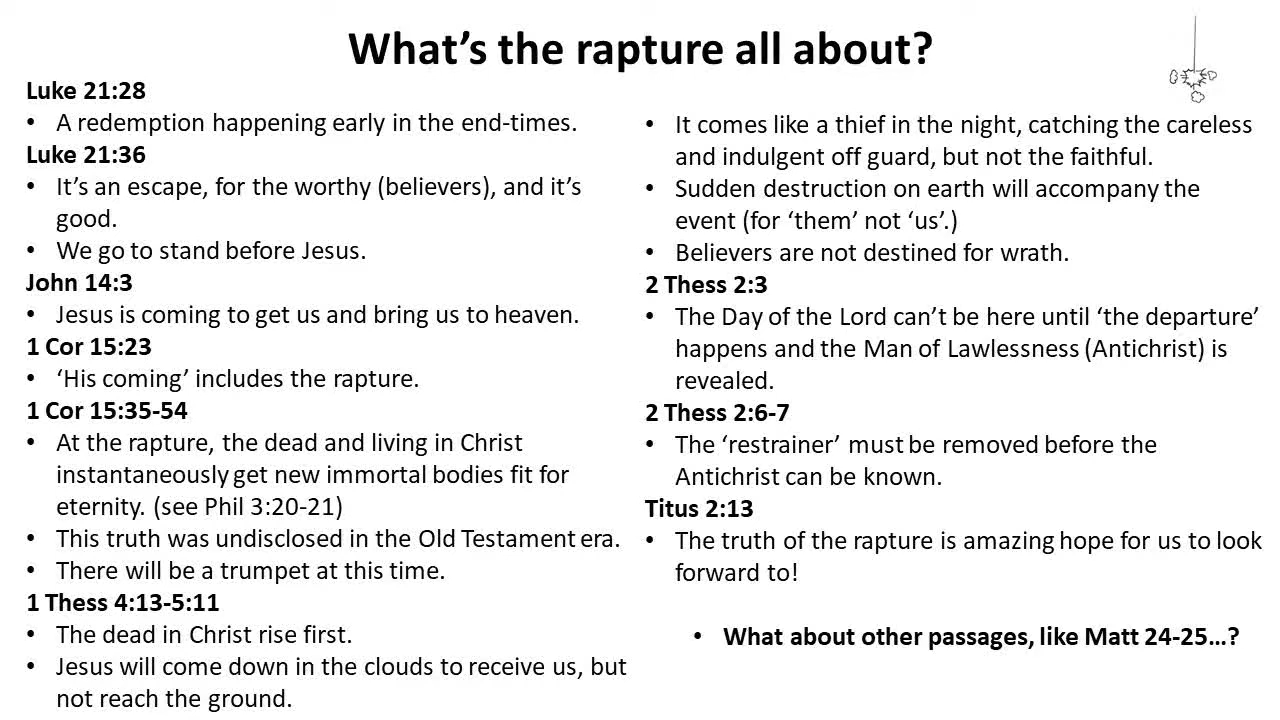 What’s the rapture all about?
Luke 21:28
• A redemption happening early in the end-times.
Luke 21:36
• It’s an escape, for the worthy (believers), and it’s
good.
• We go to stand before Jesus.
John 14:3
• Jesus is coming to get us and bring us to heaven.
1 Cor 15:23
• ‘His coming’ includes the rapture.
1 Cor 15:35-54
• At the rapture, the dead and living in Christ
instantaneously get new immortal bodies fit for
eternity. (see Phil 3:20-21)
• This truth was undisclosed in the Old Testament era.
• There will be a trumpet at this time.
1 Thess 4:13-5:11
• The dead in Christ rise first.
• Jesus will come down in the clouds to receive us, but
not reach the ground.
• It comes like a thief in the night, catching the careless
and indulgent off guard, but not the faithful.
• Sudden destruction on earth will accompany the
event (for ‘them’ not ‘us’.)
• Believers are not destined for wrath.
2 Thess 2:3
• The Day of the Lord can’t be here until ‘the departure’
happens and the Man of Lawlessness (Antichrist) is
revealed.
2 Thess 2:6-7
• The ‘restrainer’ must be removed before the
Antichrist can be known.
Titus 2:13
• The truth of the rapture is amazing hope for us to look
forward to!
• What about other passages, like Matt 24-25…?